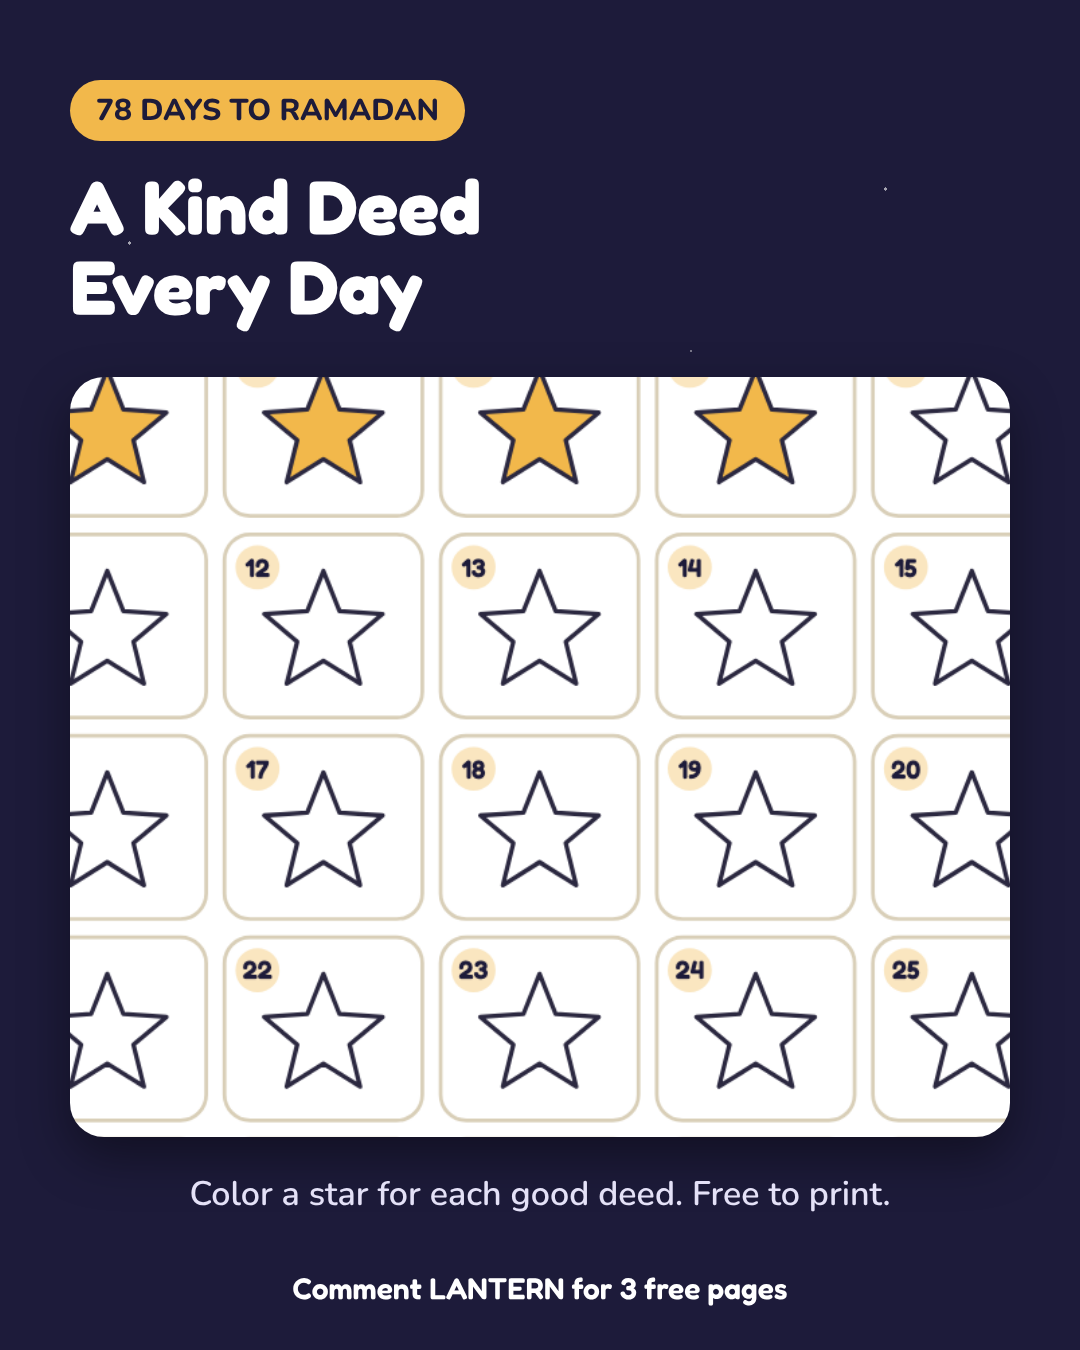 78 DAYS TO RAMADAN
A Kind Deed
Every Day
12 13 14 15
17 18 19 20
22 23 24 25
Color a star for each good deed. Free to print.
Comment LANTERN for 3 free pages